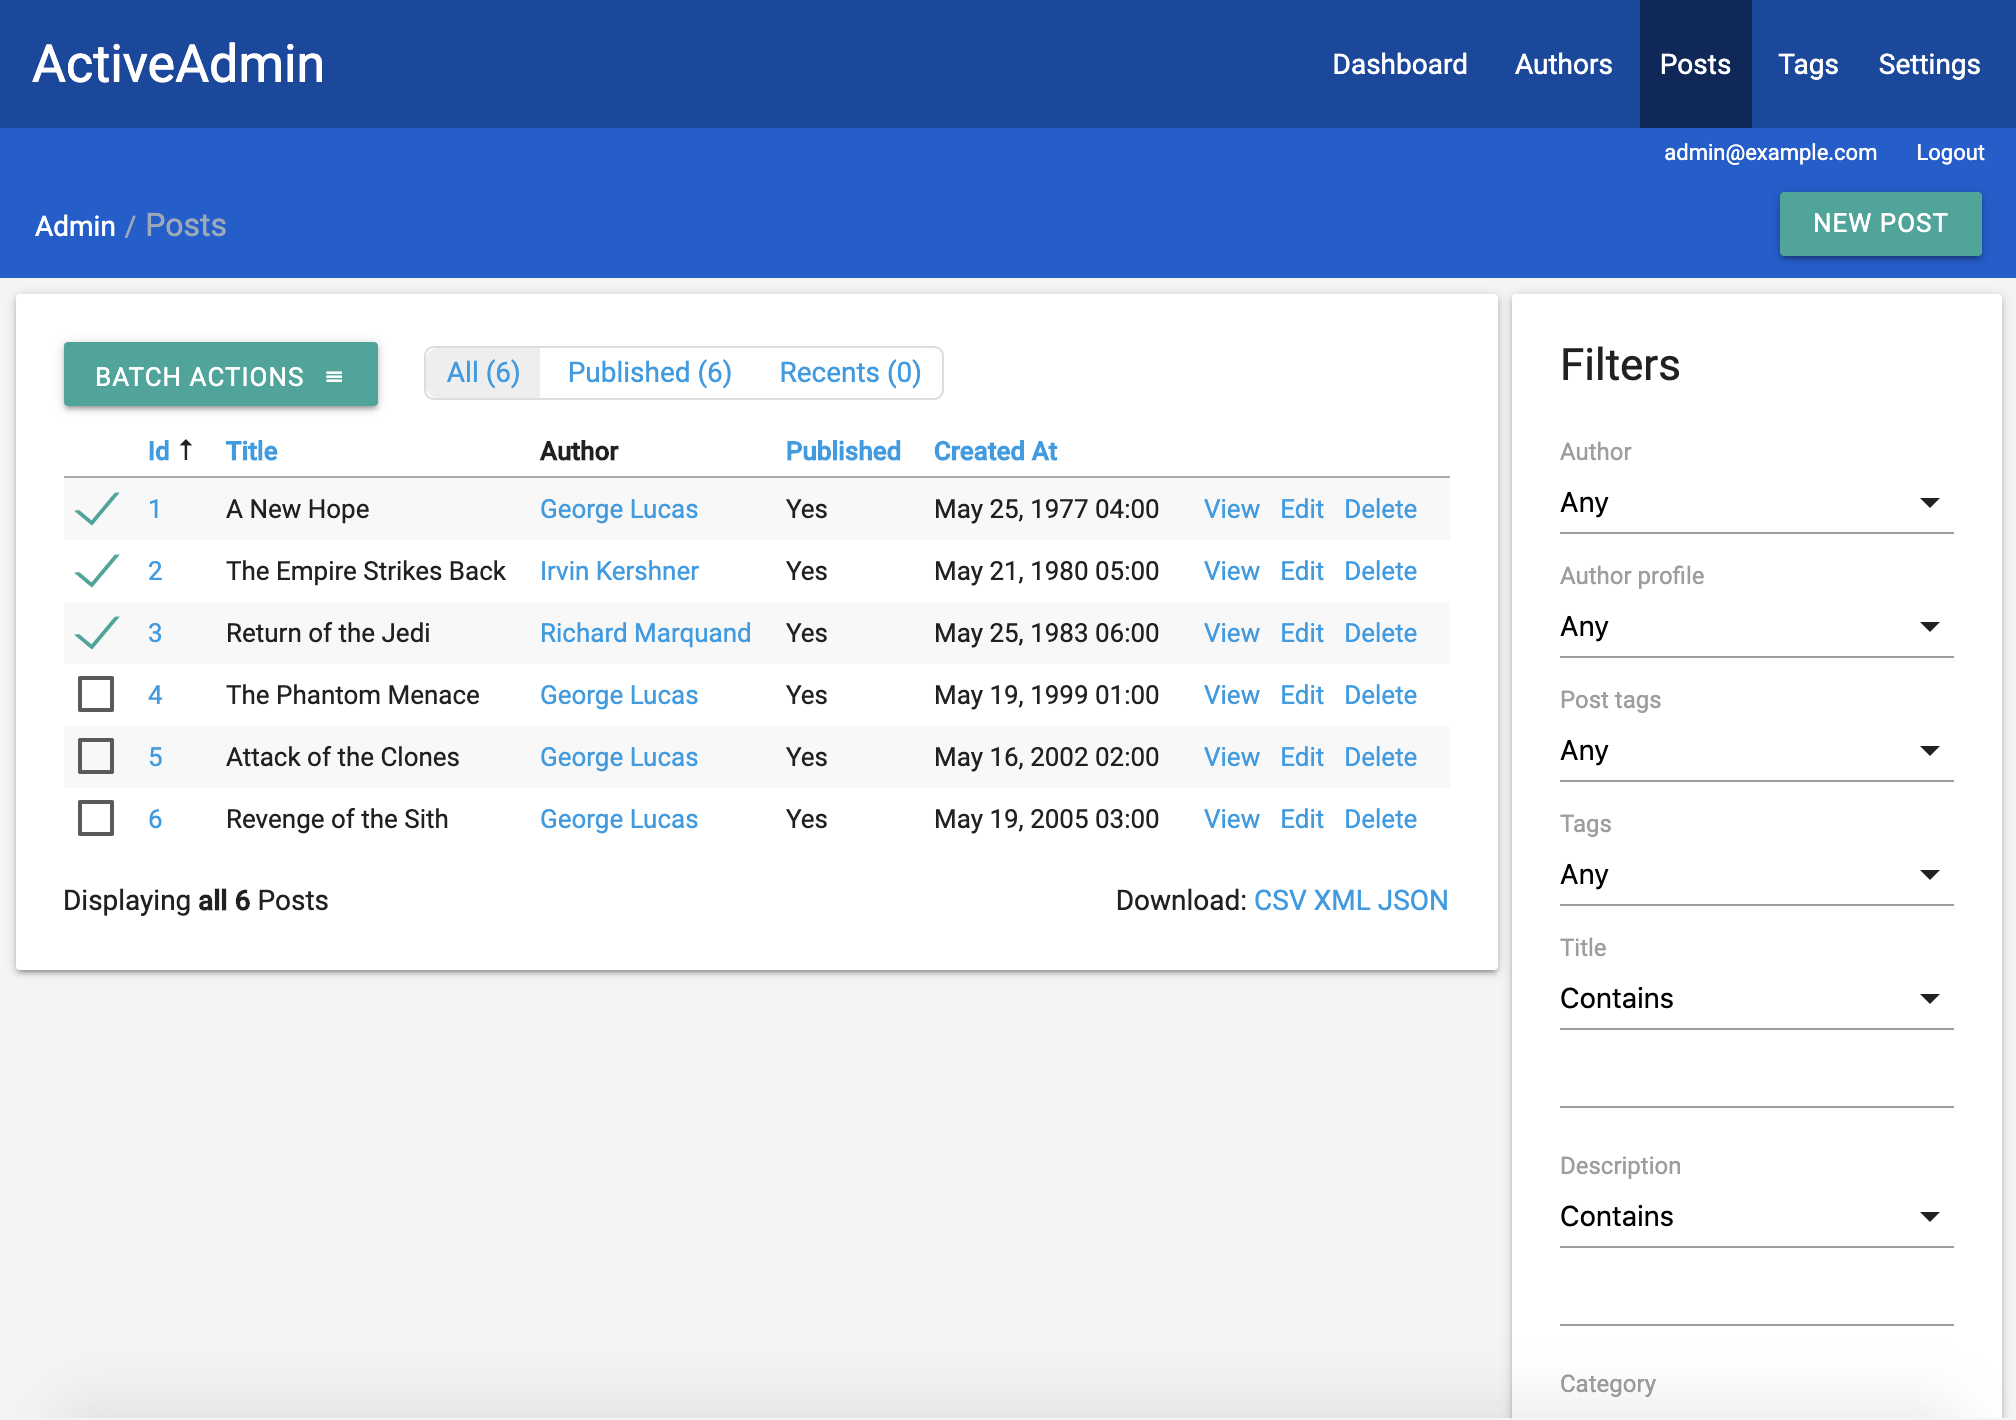 ActiveAdmin Dashboard Authors Posts Tags Settings
admin@example.com Logout
Admin / Posts NEW POST
BATCH ACTIONS All (6) Published (6) Recents (0)
Id ↑ Title Author Published Created At
1 A New Hope George Lucas Yes May 25, 1977 04:00 View Edit Delete
2 The Empire Strikes Back Irvin Kershner Yes May 21, 1980 05:00 View Edit Delete
3 Return of the Jedi Richard Marquand Yes May 25, 1983 06:00 View Edit Delete
4 The Phantom Menace George Lucas Yes May 19, 1999 01:00 View Edit Delete
5 Attack of the Clones George Lucas Yes May 16, 2002 02:00 View Edit Delete
6 Revenge of the Sith George Lucas Yes May 19, 2005 03:00 View Edit Delete
Displaying all 6 Posts Download: CSV XML JSON
Filters
Author
Any
Author profile
Any
Post tags
Any
Tags
Any
Title
Contains
Description
Contains
Category